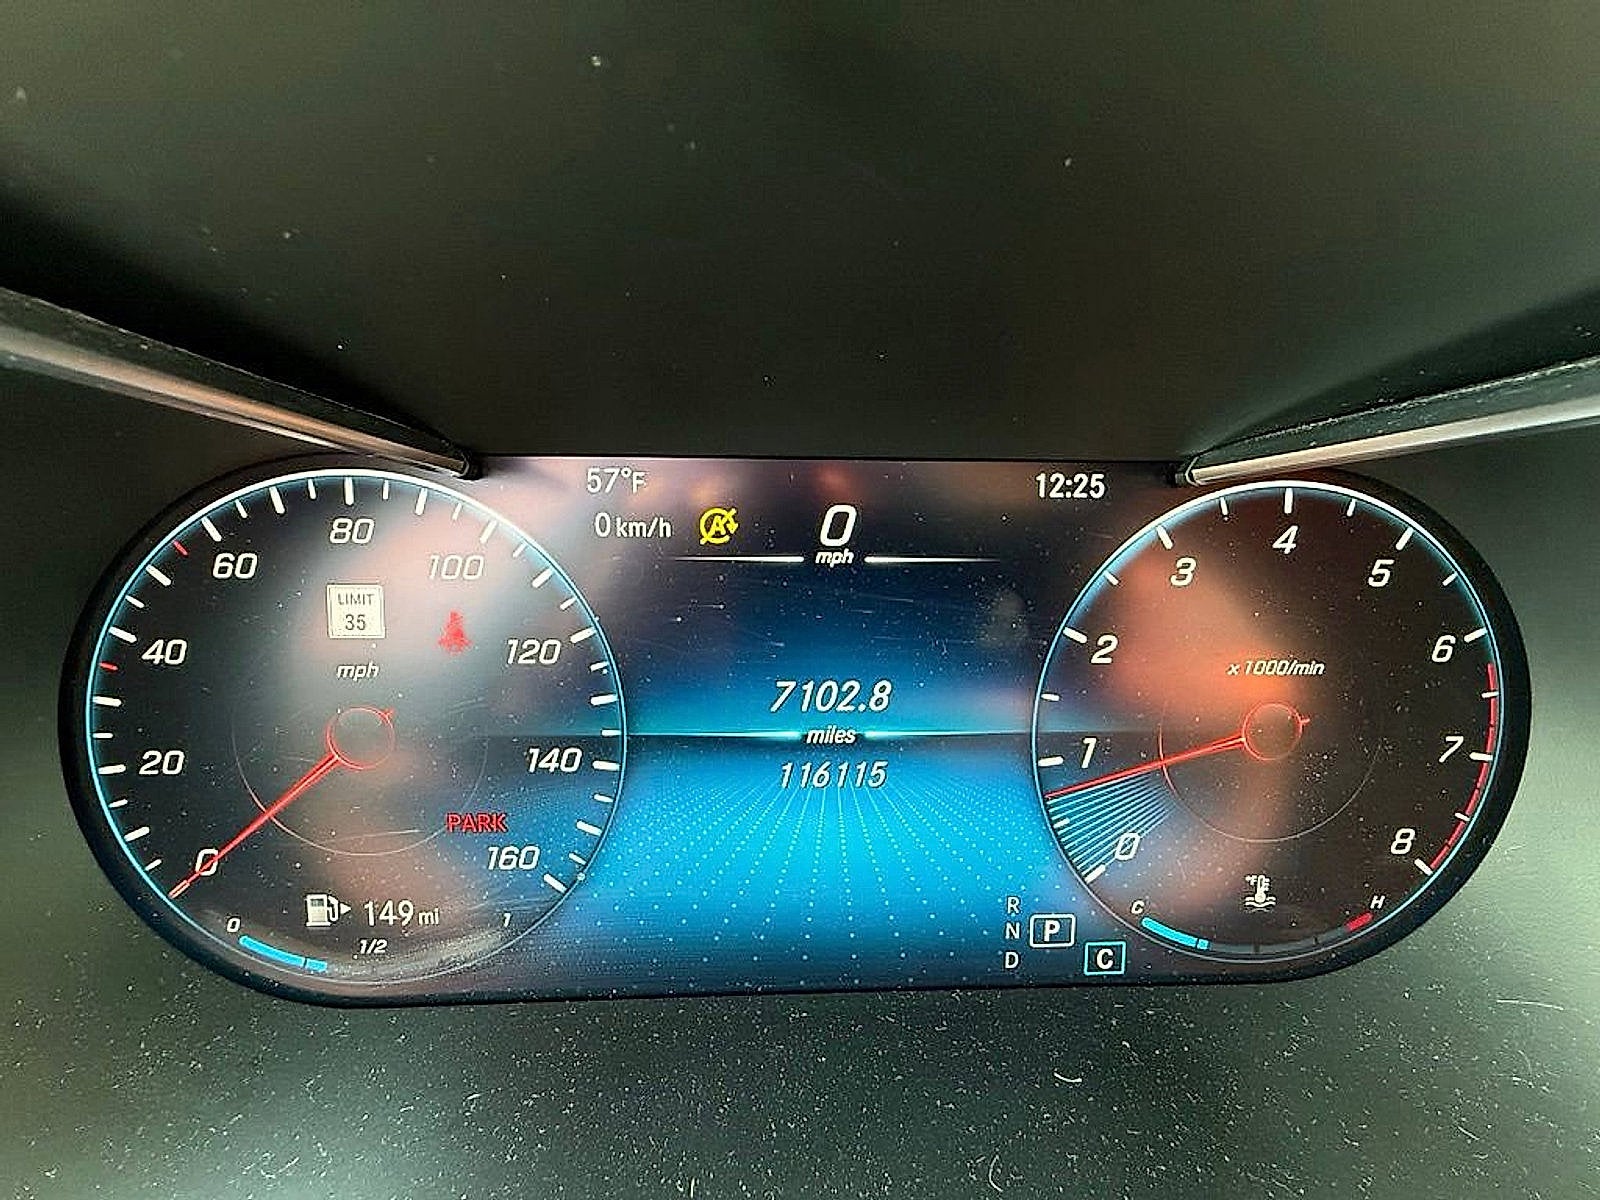 57°F
12:25
0 km/h
0
mph
0
20
40
60
80
100
120
140
160
LIMIT
35
mph
PARK
149 mi
0
1/2
1
7102.8
miles
116115
0
1
2
3
4
5
6
7
8
x 1000/min
°F
C
H
R
N
P
D
C
A